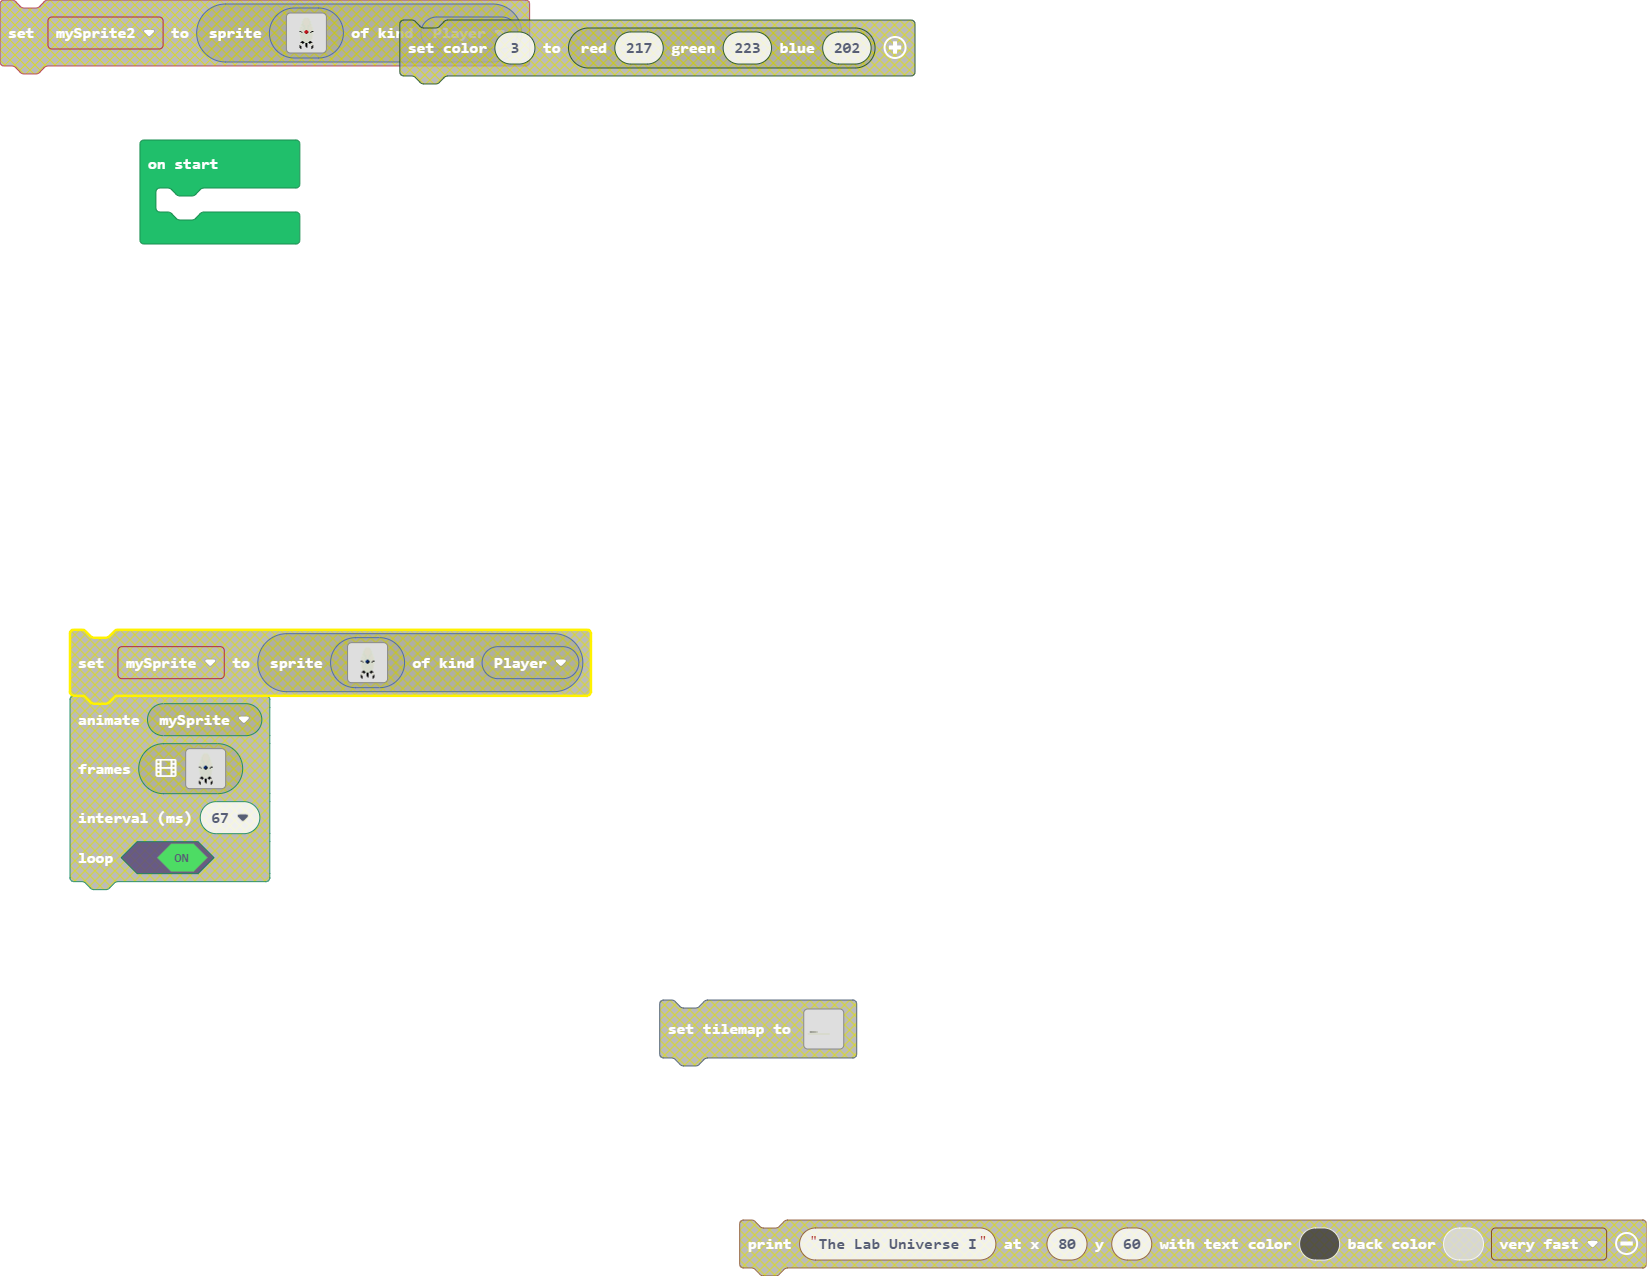 set mySprite2 to sprite of kind Player
set color 3 to red 217 green 223 blue 202
on start
set mySprite to sprite of kind Player
animate mySprite
frames
interval (ms) 67
loop ON
set tilemap to
print "The Lab Universe I" at x 80 y 60 with text color back color very fast